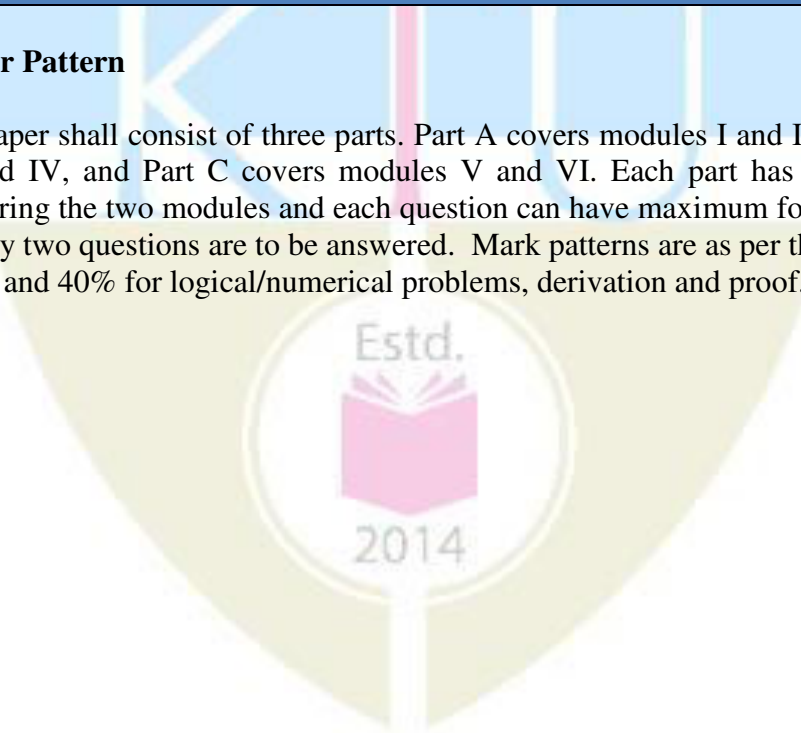 KTU
r Pattern
aper shall consist of three parts. Part A covers modules I and I
d IV, and Part C covers modules V and VI. Each part has
ring the two modules and each question can have maximum fo
y two questions are to be answered. Mark patterns are as per th
and 40% for logical/numerical problems, derivation and proof.
Estd.
2014